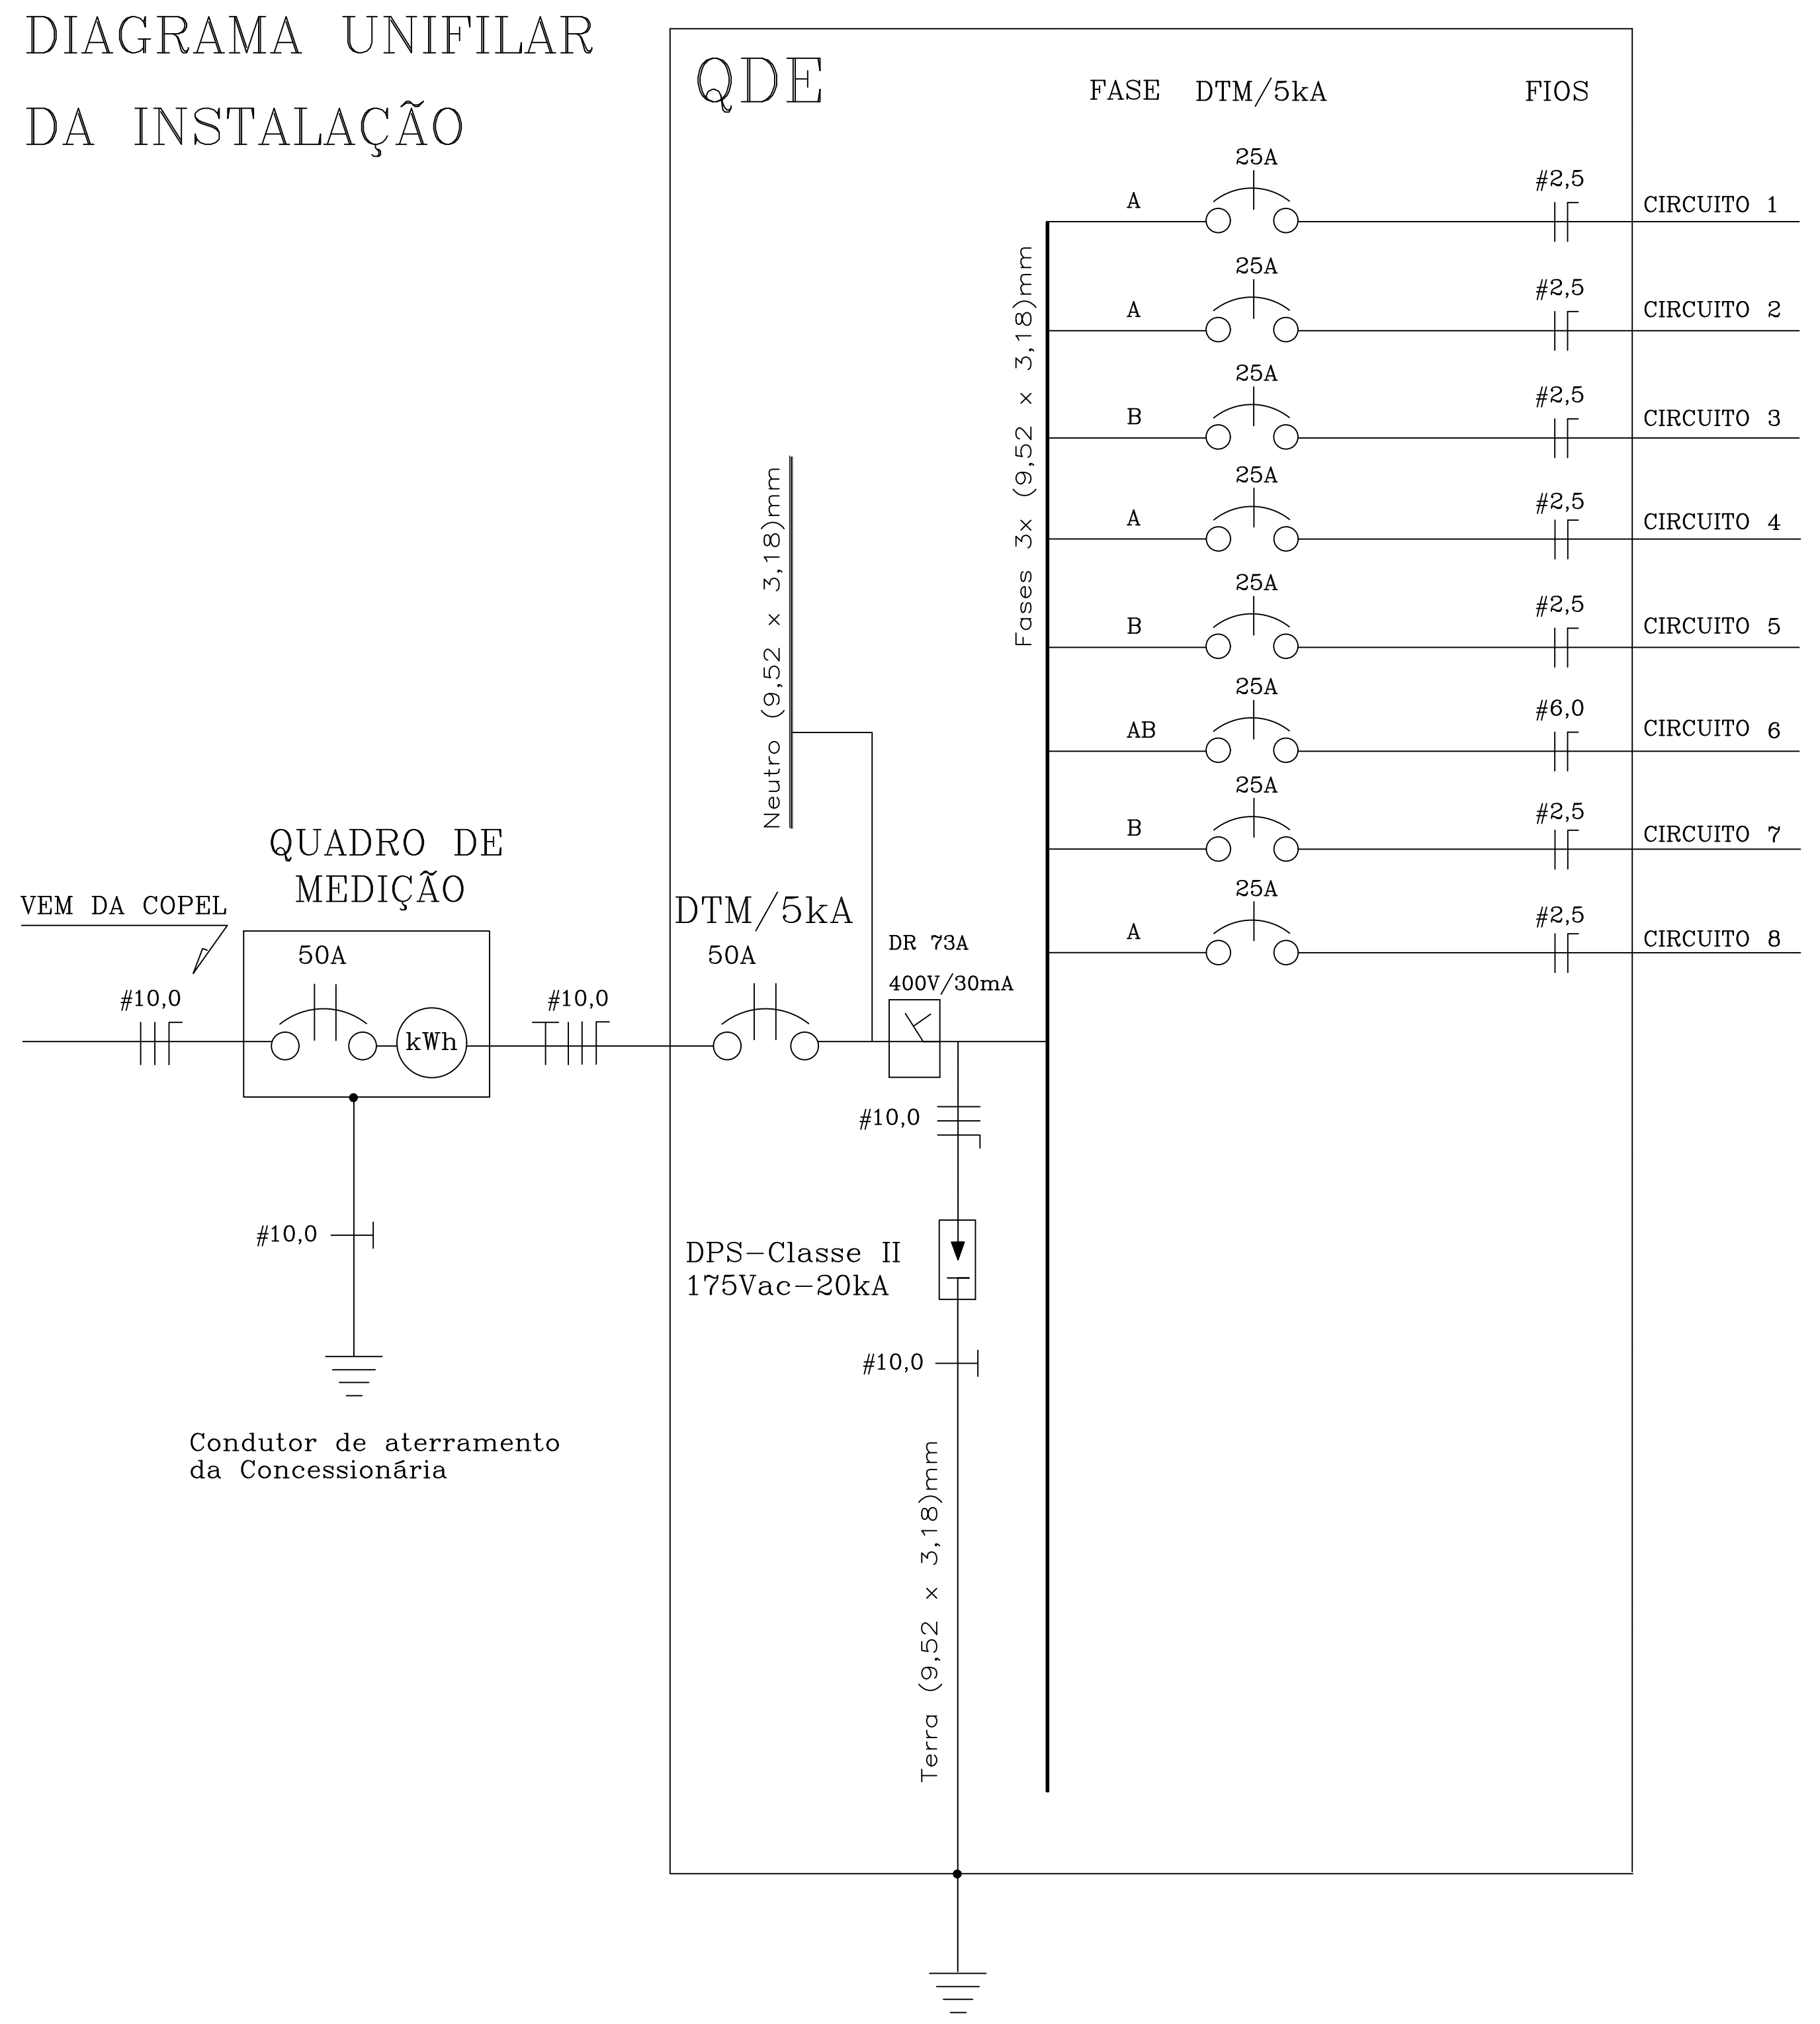 DIAGRAMA UNIFILAR
DA INSTALAÇÃO
QDE
FASE DTM/5kA FIOS
25A
A #2,5 CIRCUITO 1
25A
A #2,5 CIRCUITO 2
25A
B #2,5 CIRCUITO 3
25A
A #2,5 CIRCUITO 4
25A
B #2,5 CIRCUITO 5
25A
AB #6,0 CIRCUITO 6
25A
B #2,5 CIRCUITO 7
25A
A #2,5 CIRCUITO 8
Fases 3x (9,52 x 3,18)mm
Neutro (9,52 x 3,18)mm
QUADRO DE
MEDIÇÃO
VEM DA COPEL
50A
#10,0
kWh
#10,0
DTM/5kA
50A
DR 73A
400V/30mA
#10,0
#10,0
DPS-Classe II
175Vac-20kA
#10,0
Condutor de aterramento
da Concessionária
Terra (9,52 x 3,18)mm